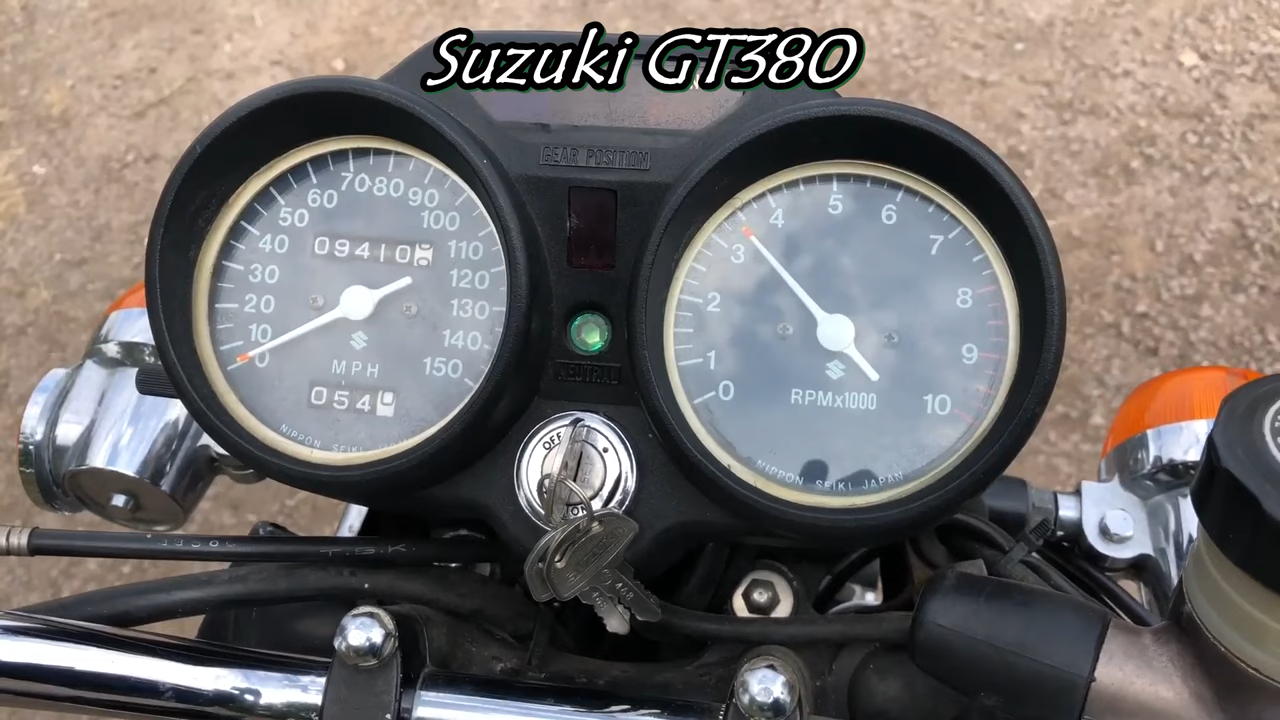 Suzuki GT380
GEAR POSITION
0 10 20 30 40 50 60 70 80 90 100 110 120 130 140 150
09410
MPH
054
NIPPON SEIKI
0 1 2 3 4 5 6 7 8 9 10
RPMx1000
NIPPON SEIKI JAPAN
NEUTRAL
OFF
ON
T.S.K.
468